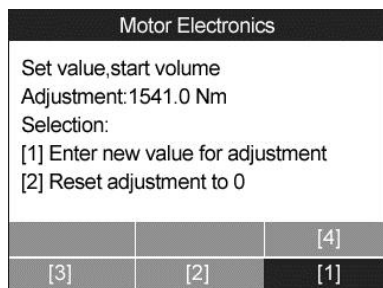 Motor Electronics
Set value,start volume
Adjustment:1541.0 Nm
Selection:
[1] Enter new value for adjustment
[2] Reset adjustment to 0
[4]
[3] [2] [1]